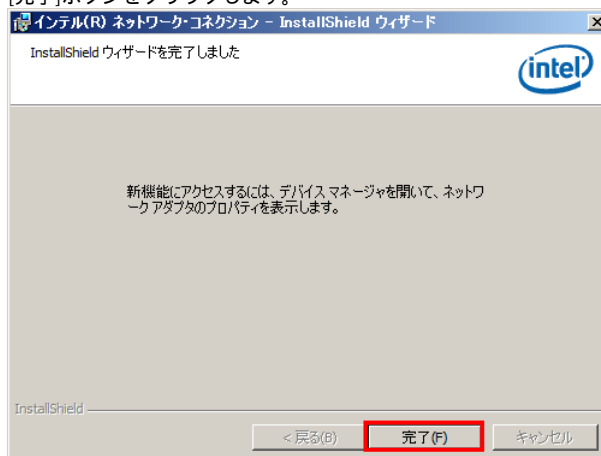 [完了]ボタンをクリックします。
インテル(R) ネットワーク・コネクション - InstallShield ウィザード
InstallShield ウィザードを完了しました
intel
新機能にアクセスするには、デバイス マネージャを開いて、ネットワ
ーク アダプタのプロパティを表示します。
InstallShield
< 戻る(B)
完了(F)
キャンセル